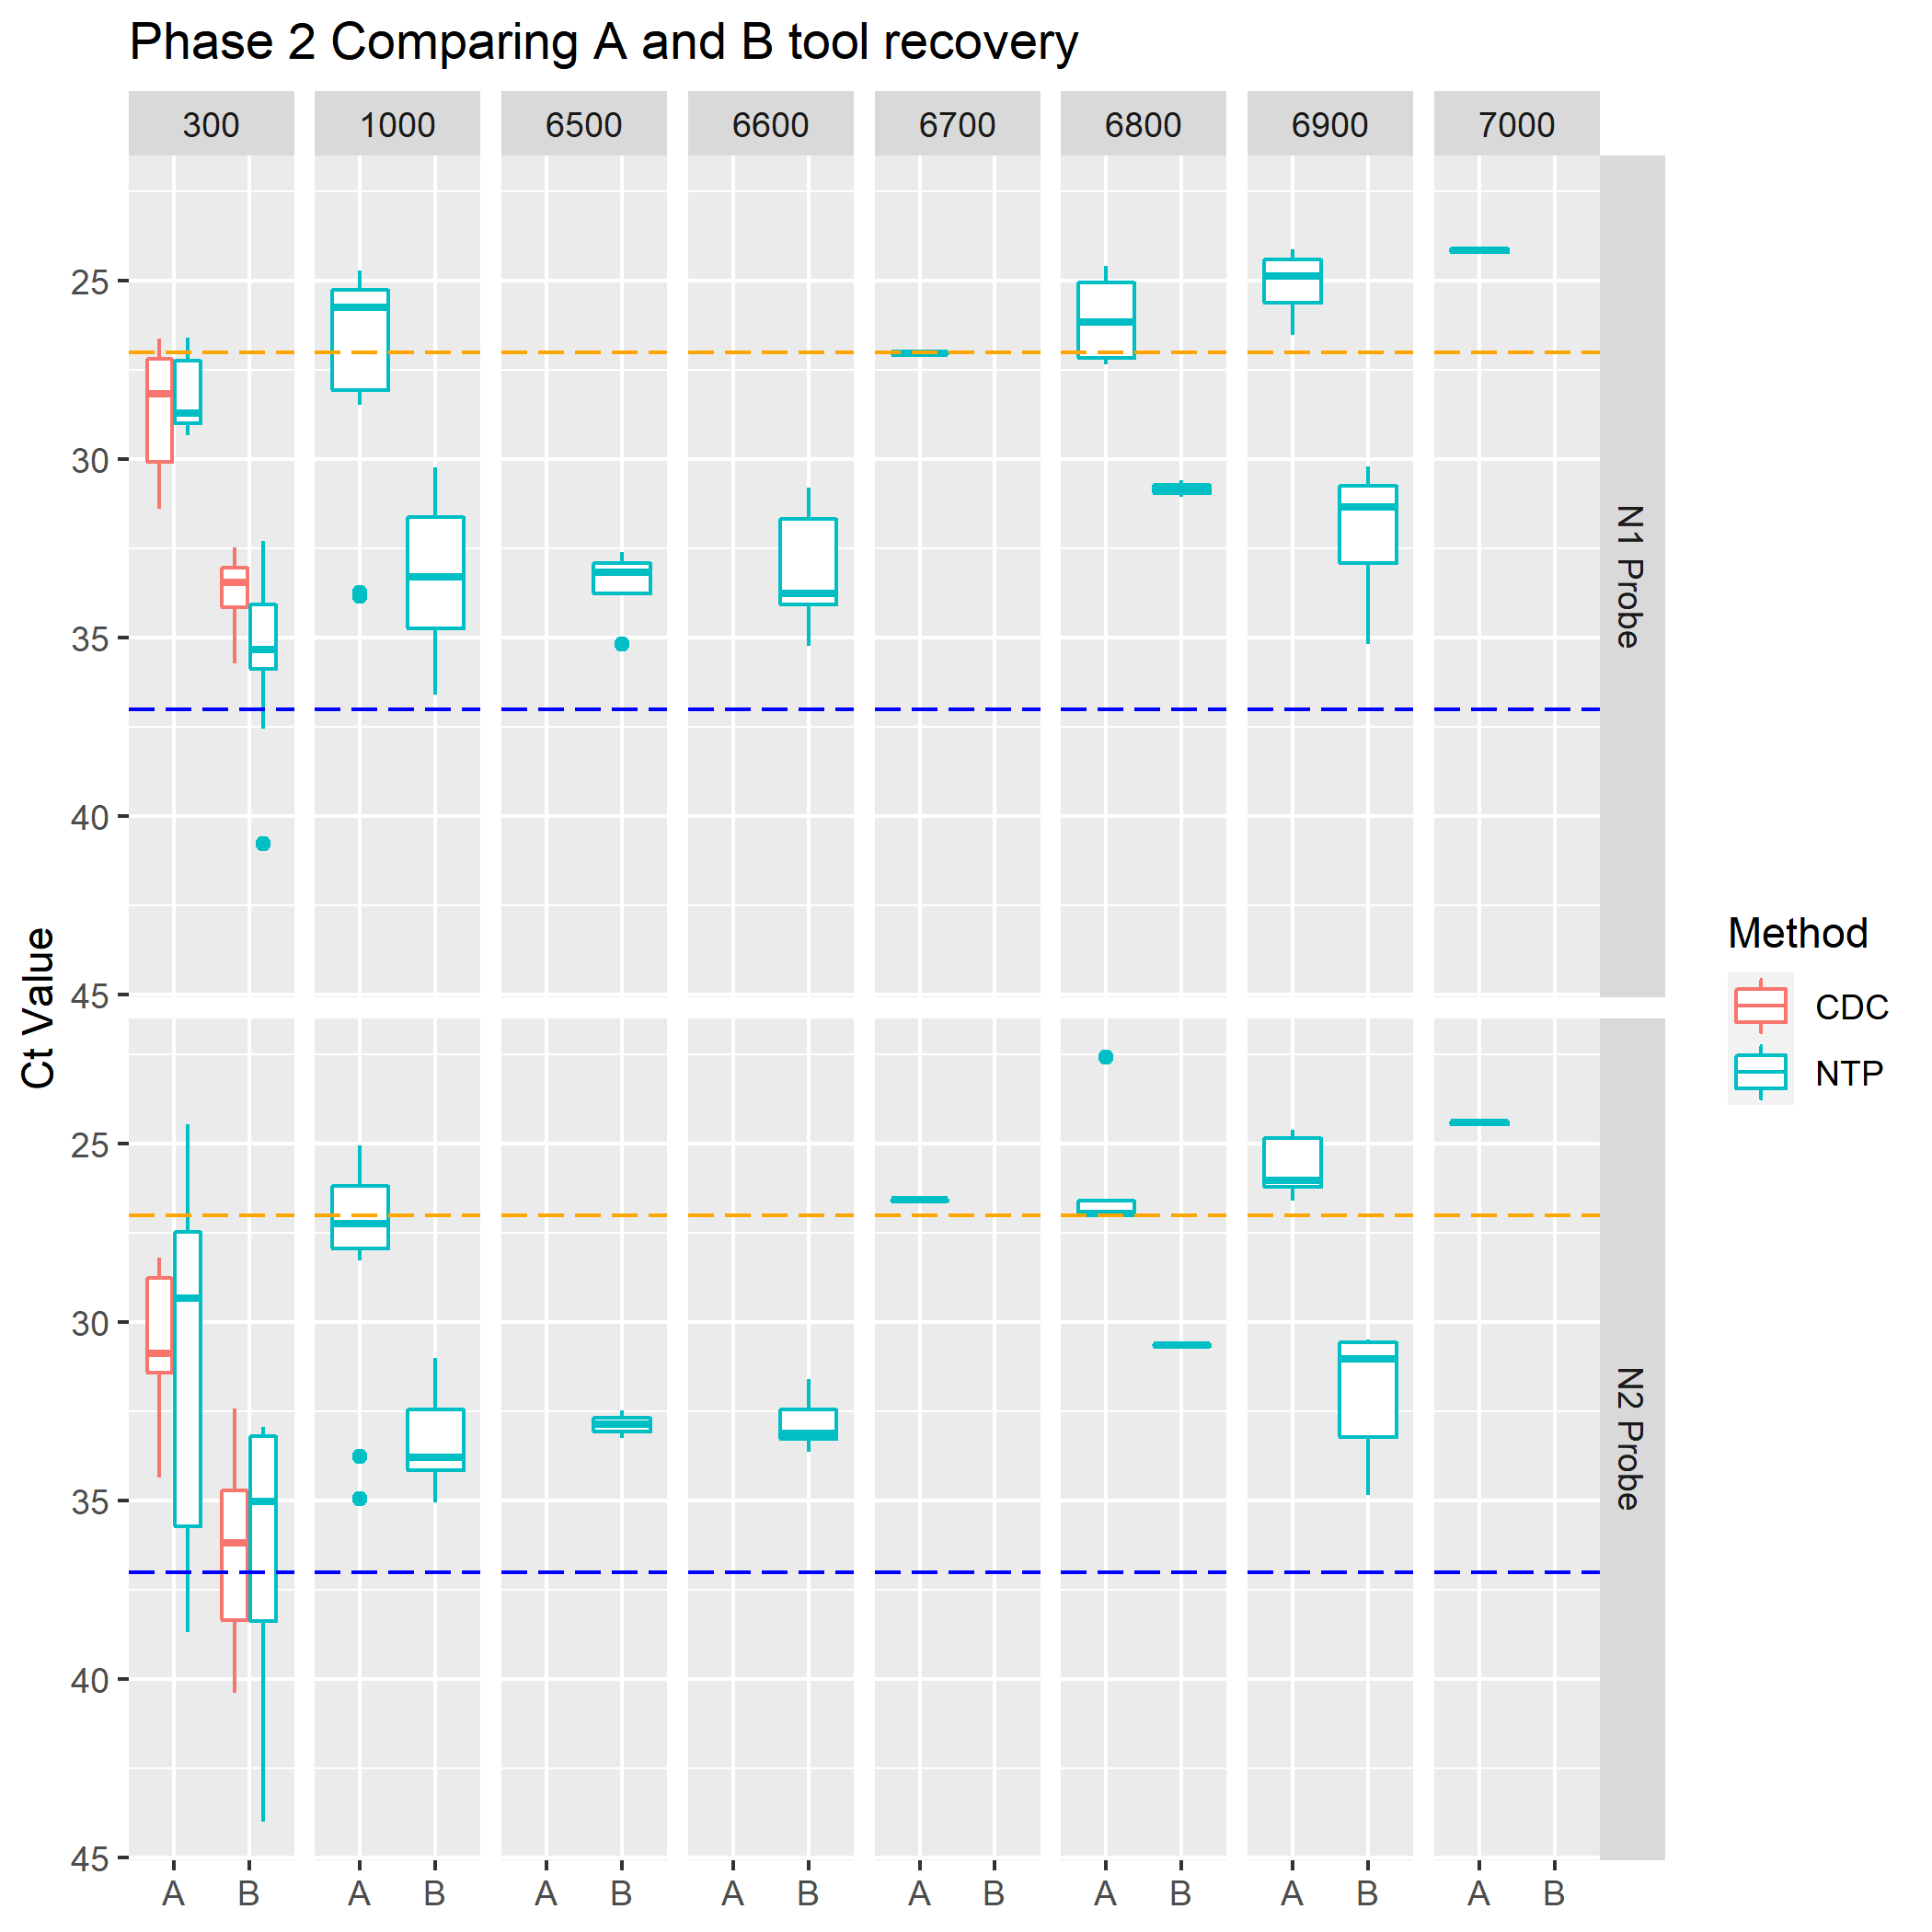 Phase 2 Comparing A and B tool recovery
300 1000 6500 6600 6700 6800 6900 7000
25
30
35
40
45
N1 Probe
25
30
35
40
45
N2 Probe
Ct Value
A B A B A B A B A B A B A B A B
Method
CDC
NTP